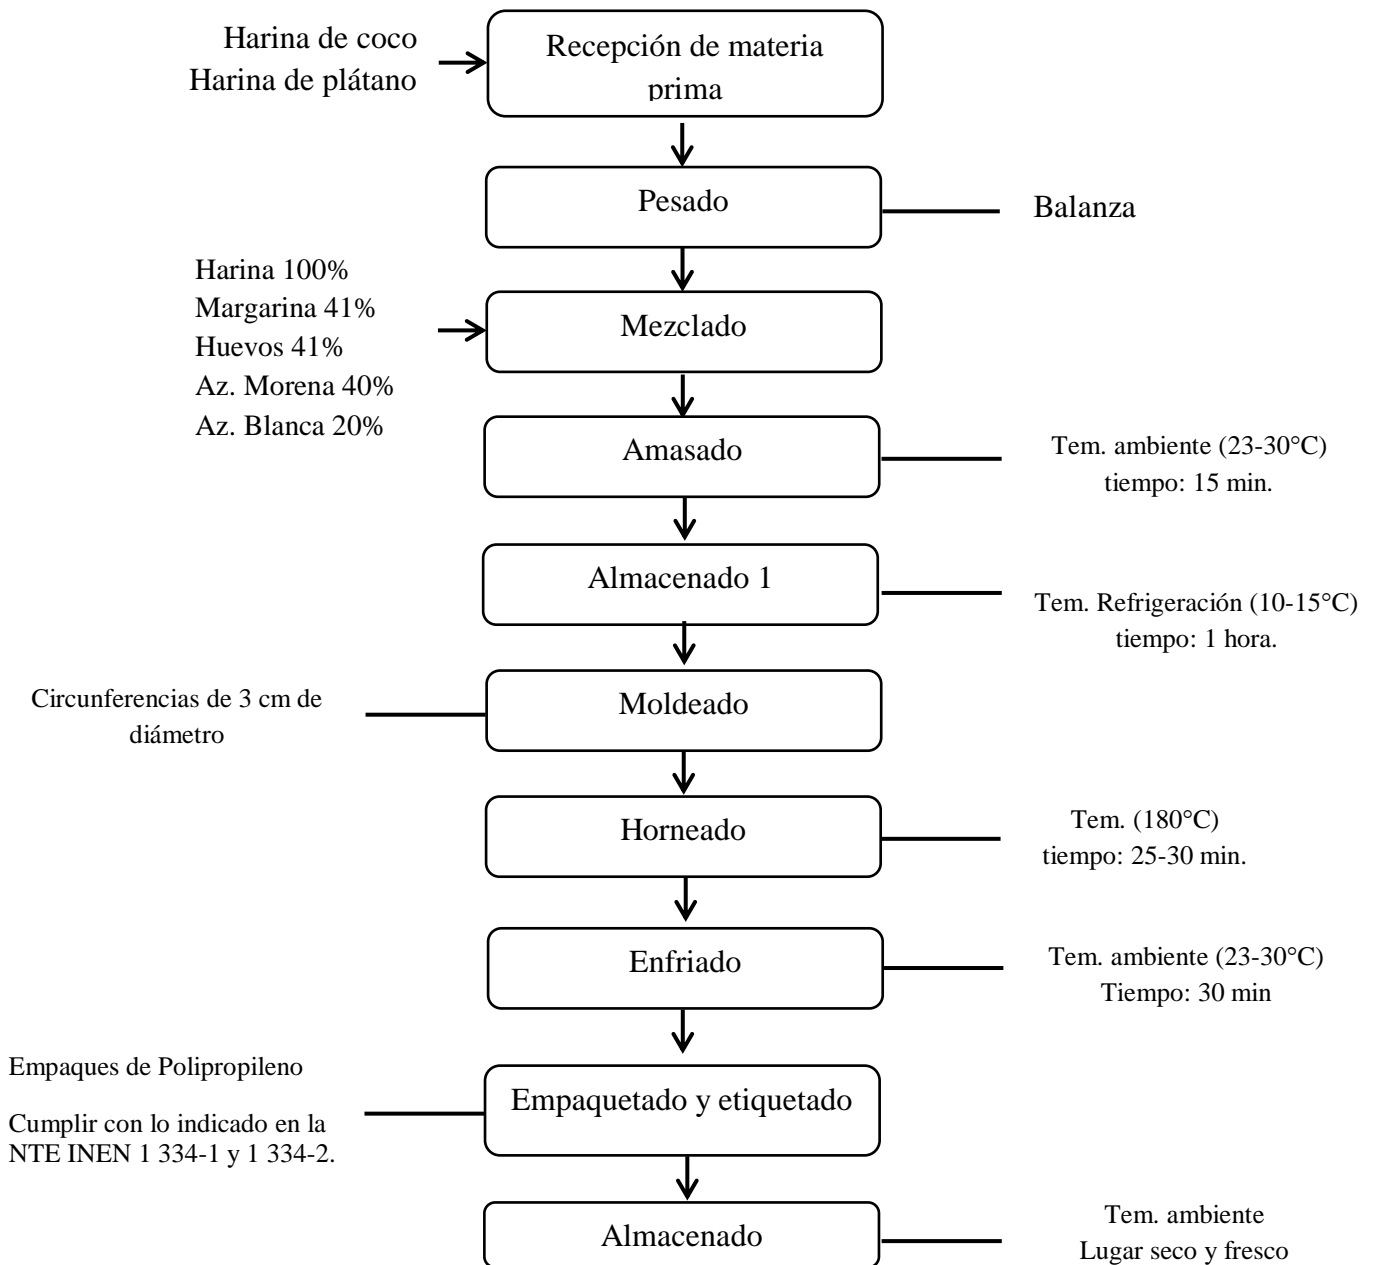 Harina de coco
Harina de plátano
Recepción de materia
prima
Pesado
Balanza
Harina 100%
Margarina 41%
Huevos 41%
Az. Morena 40%
Az. Blanca 20%
Mezclado
Amasado
Tem. ambiente (23-30°C)
tiempo: 15 min.
Almacenado 1
Tem. Refrigeración (10-15°C)
tiempo: 1 hora.
Circunferencias de 3 cm de
diámetro
Moldeado
Horneado
Tem. (180°C)
tiempo: 25-30 min.
Enfriado
Tem. ambiente (23-30°C)
Tiempo: 30 min
Empaques de Polipropileno
Cumplir con lo indicado en la
NTE INEN 1 334-1 y 1 334-2.
Empaquetado y etiquetado
Almacenado
Tem. ambiente
Lugar seco y fresco